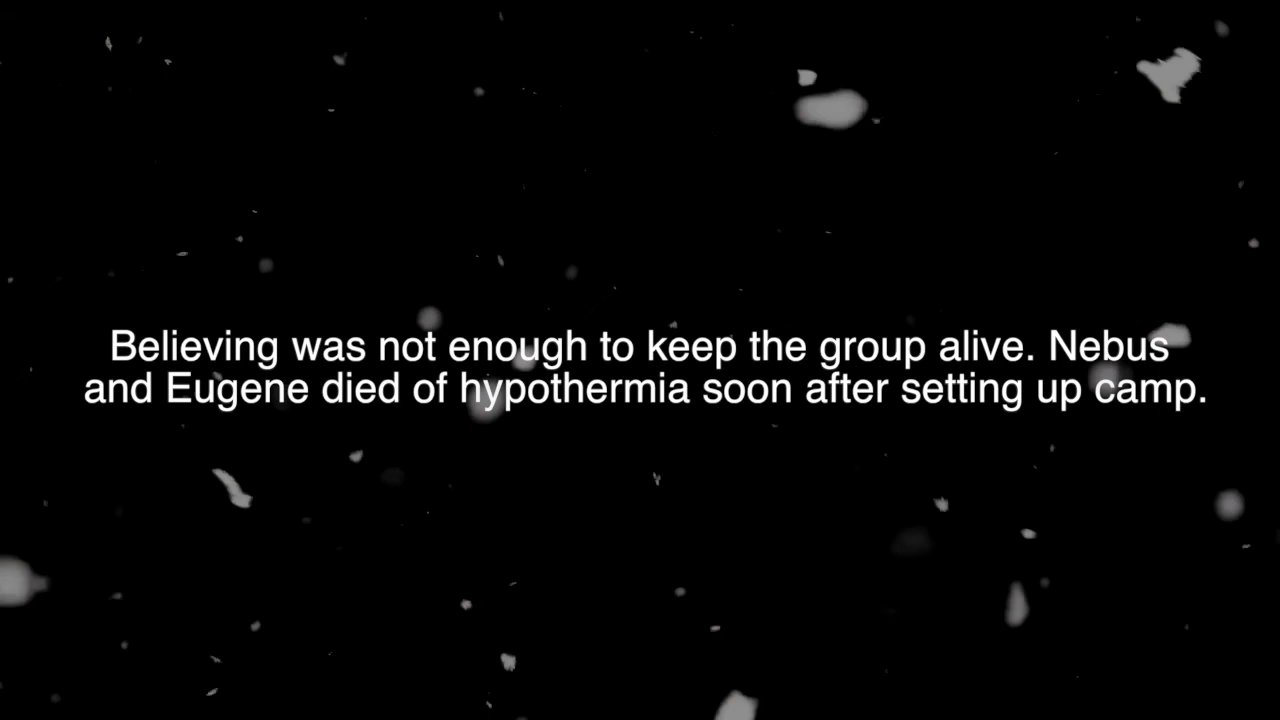 Believing was not enough to keep the group alive. Nebus
and Eugene died of hypothermia soon after setting up camp.